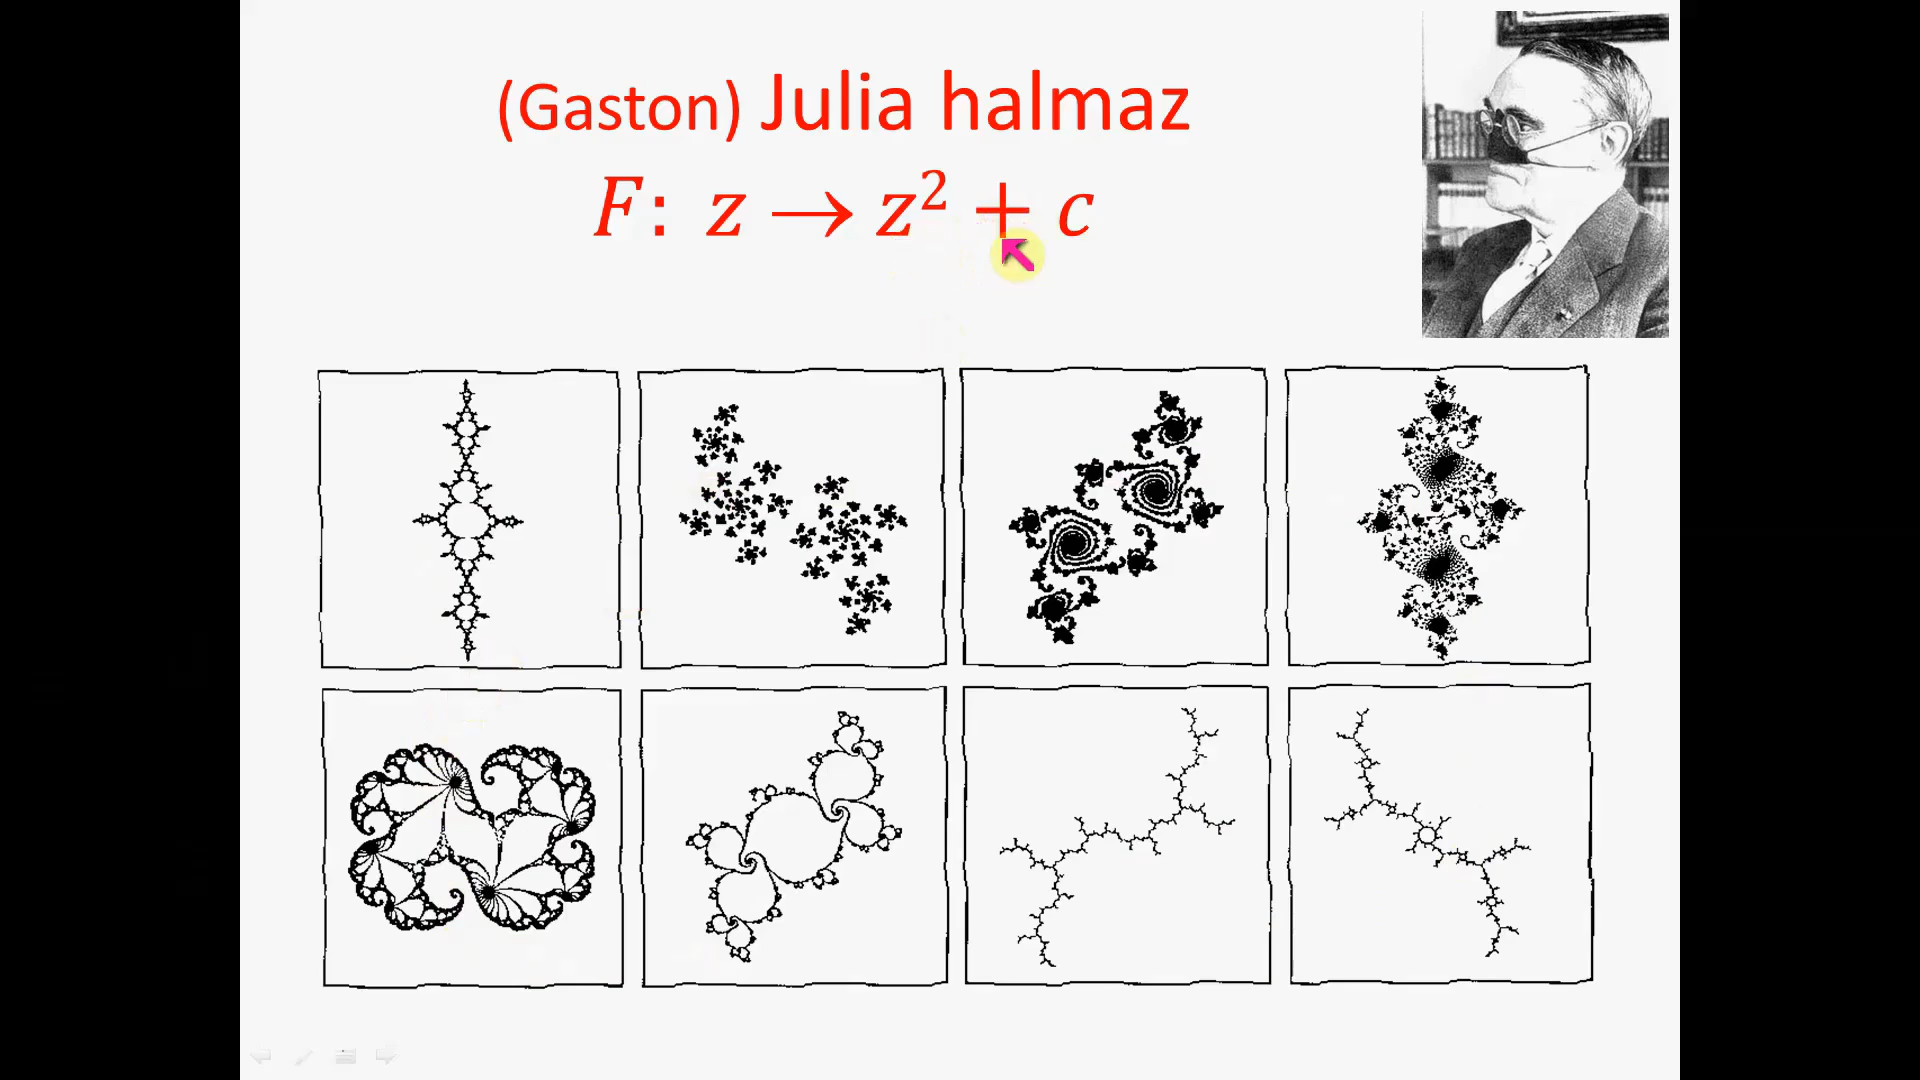 (Gaston) Julia halmaz
F: z → z² + c